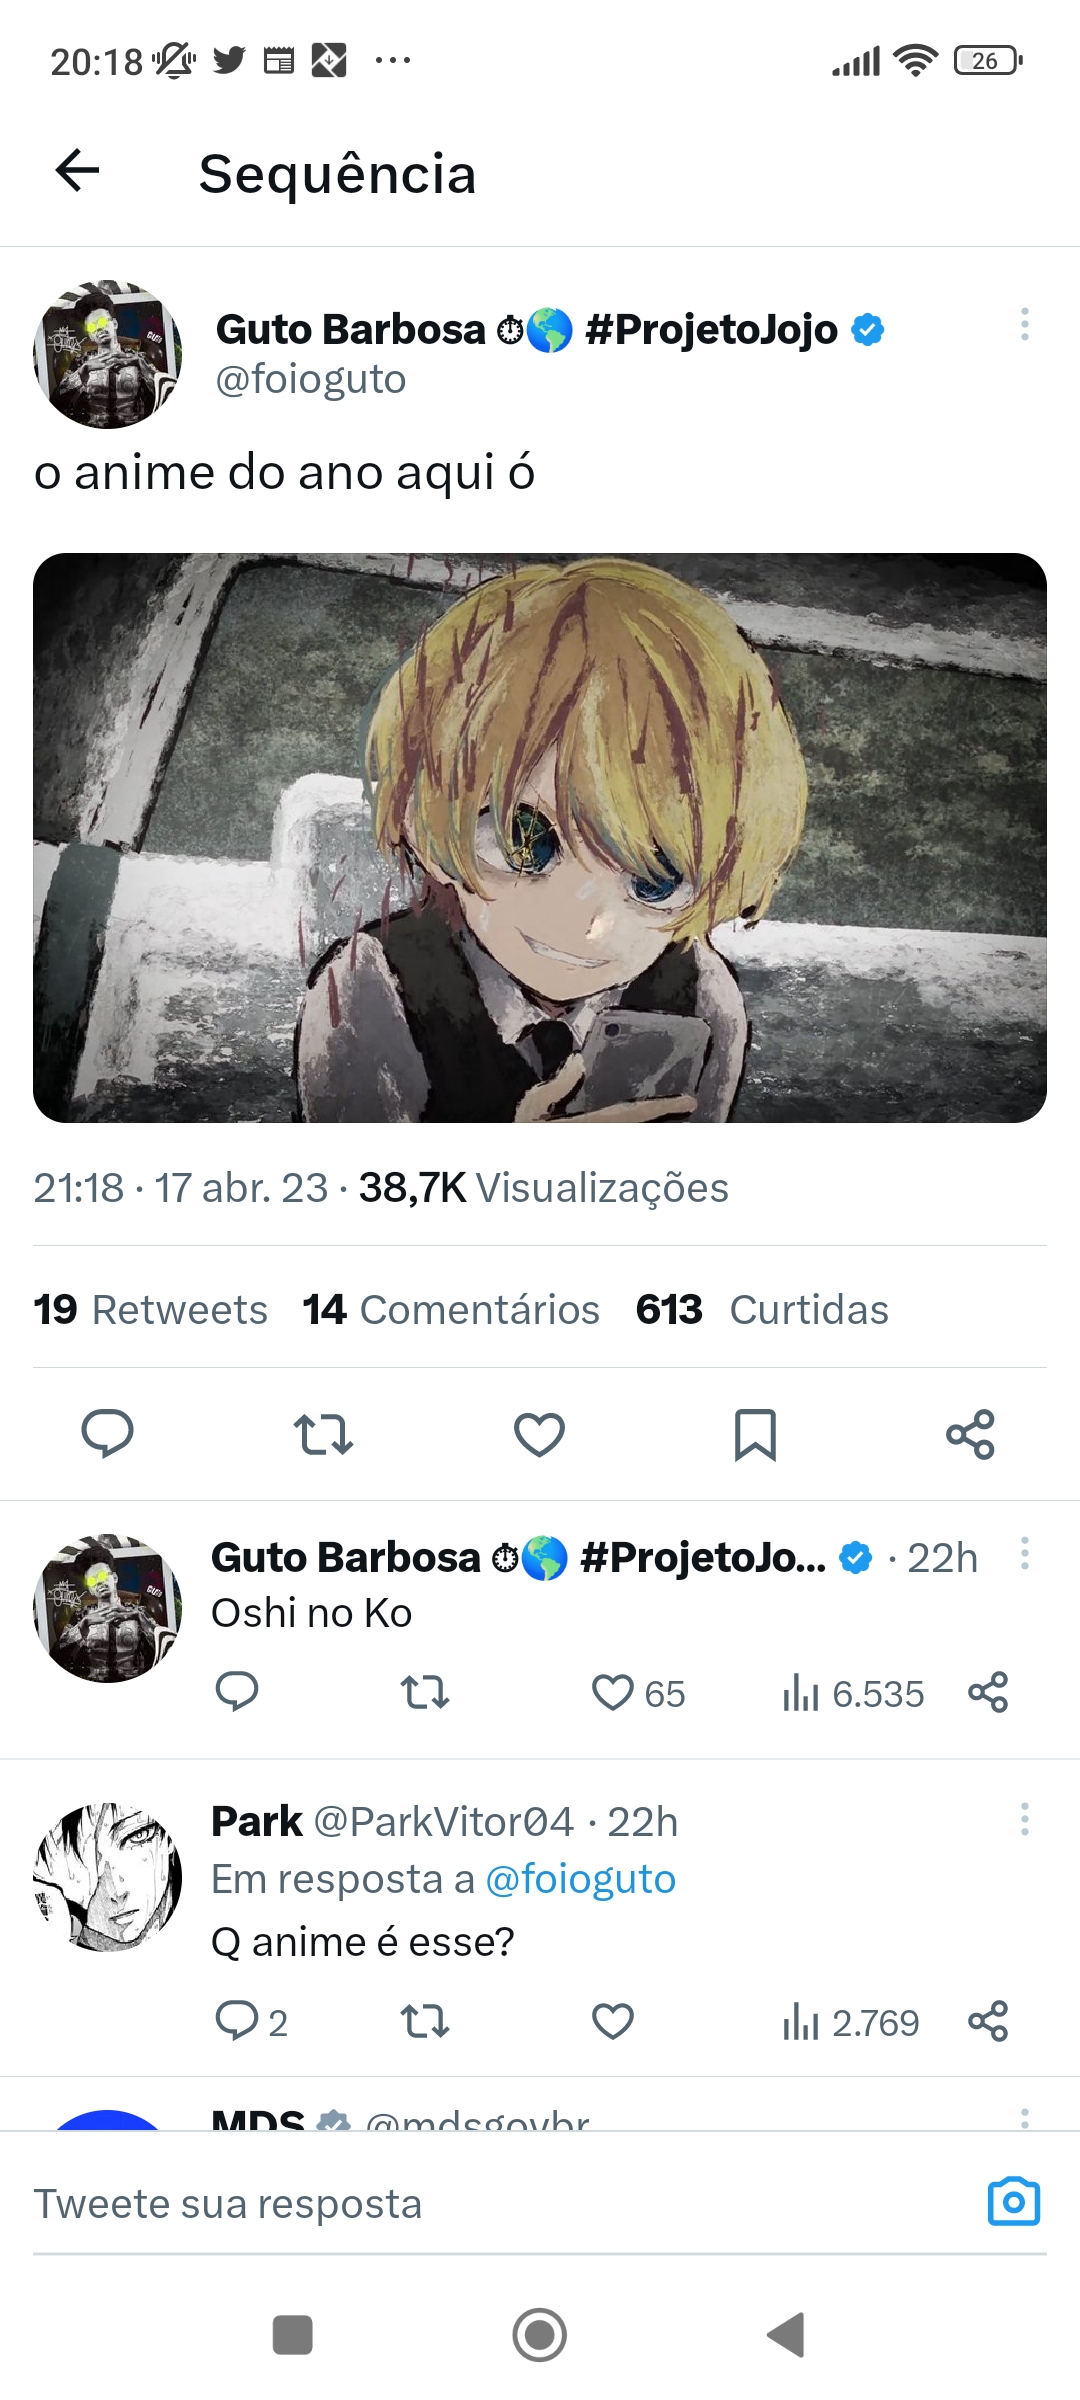 20:18
26
Sequência
Guto Barbosa ⏱🌎 #ProjetoJojo
@foioguto
o anime do ano aqui ó
21:18 · 17 abr. 23 · 38,7K Visualizações
19 Retweets 14 Comentários 613 Curtidas
Guto Barbosa ⏱🌎 #ProjetoJo... · 22h
Oshi no Ko
65 6.535
Park @ParkVitor04 · 22h
Em resposta a @foioguto
Q anime é esse?
2 2.769
MDS @mdsgovbr
Tweete sua resposta